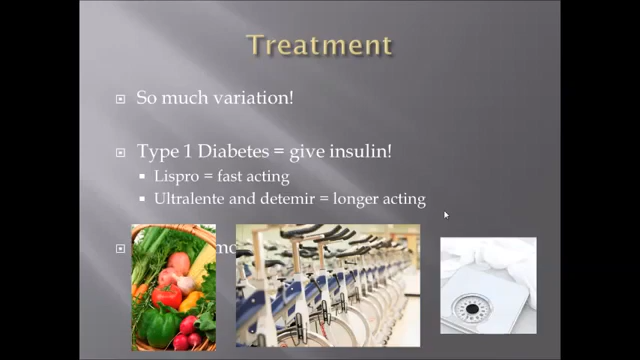 Treatment
So much variation!
Type 1 Diabetes = give insulin!
Lispro = fast acting
Ultralente and detemir = longer acting